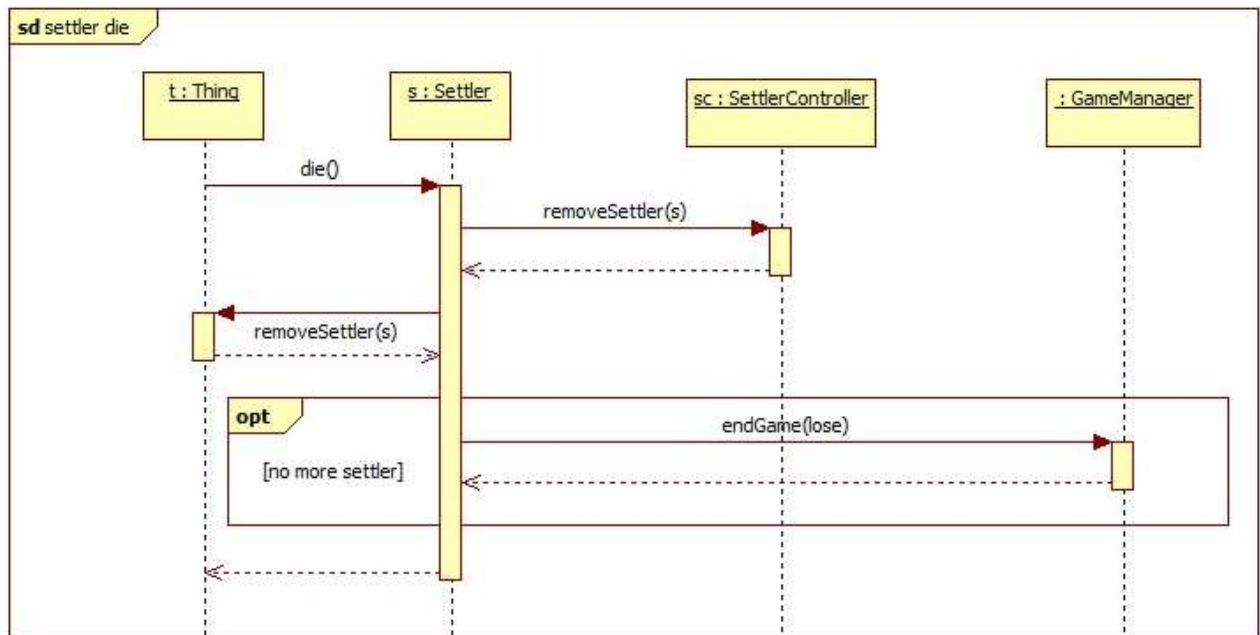 sd settler die
t : Thing
s : Settler
sc : SettlerController
: GameManager
die()
removeSettler(s)
removeSettler(s)
opt
endGame(lose)
[no more settler]